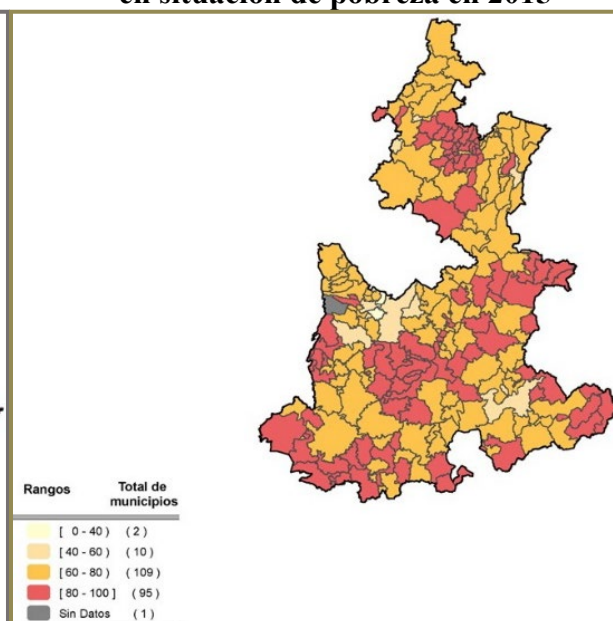 en situación de pobreza en 2015
Rangos Total de municipios
[ 0 - 40) ( 2 )
[ 40 - 60) ( 10 )
[ 60 - 80) ( 109 )
[ 80 - 100 ] ( 95 )
Sin Datos ( 1 )